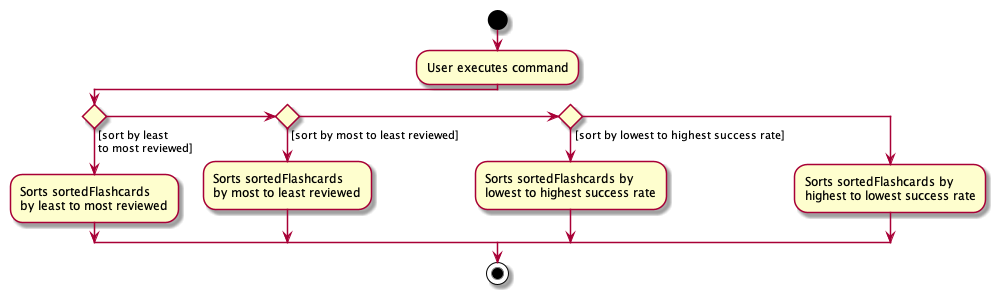 User executes command
[sort by least
to most reviewed]
[sort by most to least reviewed]
[sort by lowest to highest success rate]
Sorts sortedFlashcards
by least to most reviewed
Sorts sortedFlashcards
by most to least reviewed
Sorts sortedFlashcards by
lowest to highest success rate
Sorts sortedFlashcards by
highest to lowest success rate